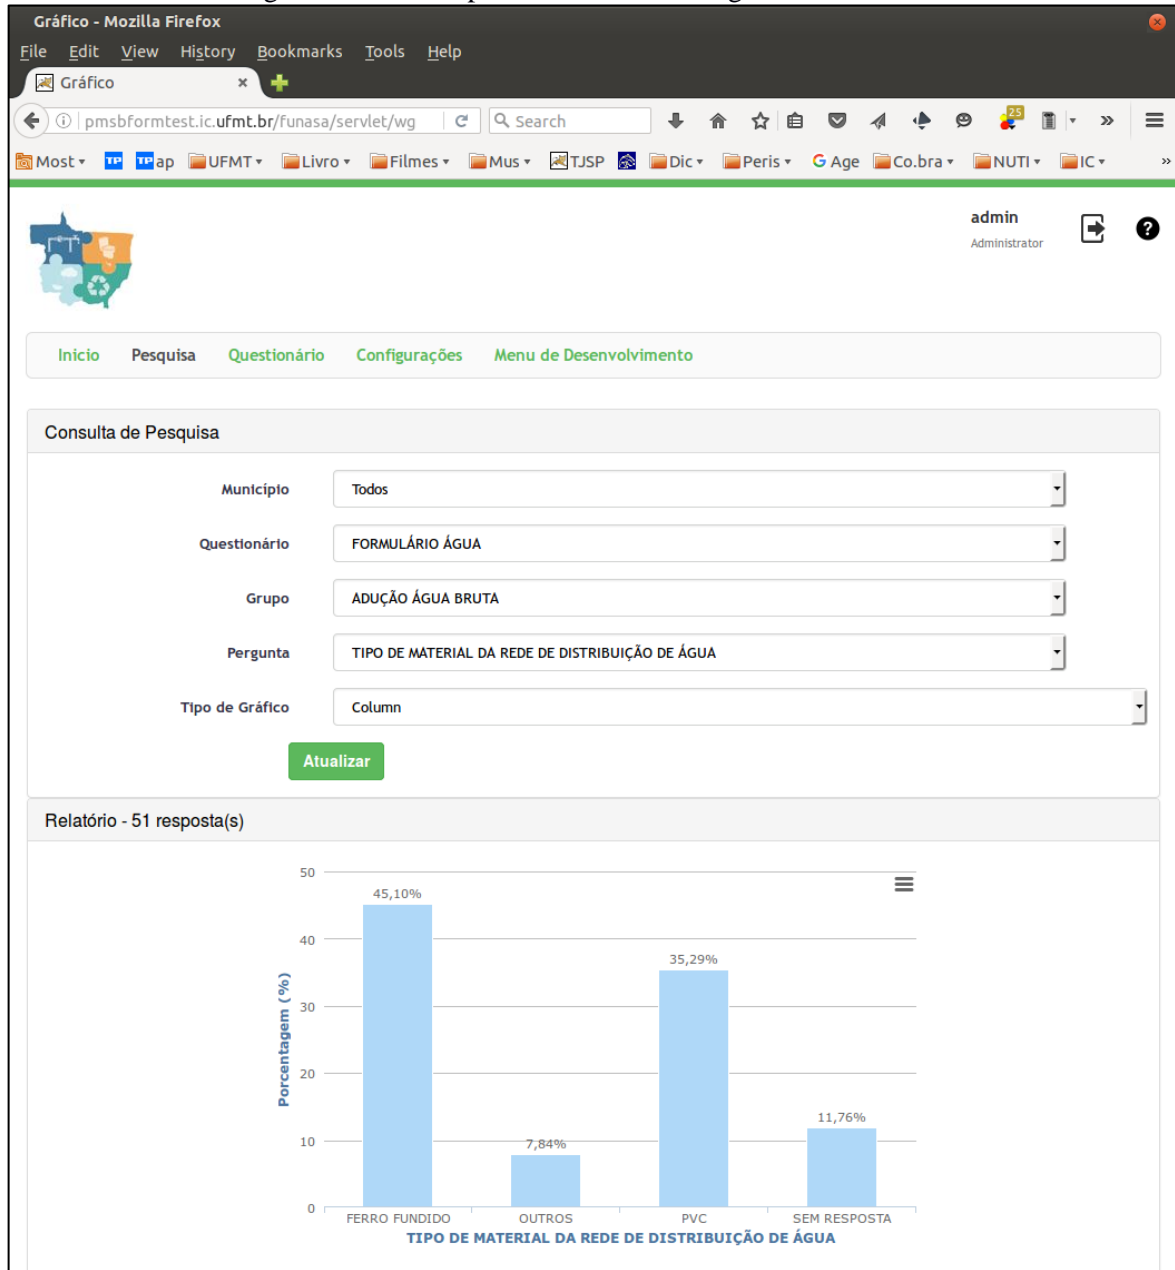 Gráfico - Mozilla Firefox
File Edit View History Bookmarks Tools Help
Gráfico
pmsbformtest.ic.ufmt.br/funasa/servlet/wg Search 25
Most TP TP ap UFMT Livro Filmes Mus TJSP Dic Peris G Age Co.bra NUTI IC »
admin
Administrator
Inicio Pesquisa Questionário Configurações Menu de Desenvolvimento
Consulta de Pesquisa
Município Todos
Questionário FORMULÁRIO ÁGUA
Grupo ADUÇÃO ÁGUA BRUTA
Pergunta TIPO DE MATERIAL DA REDE DE DISTRIBUIÇÃO DE ÁGUA
Tipo de Gráfico Column
Atualizar
Relatório - 51 resposta(s)
50
45,10%
40
35,29%
30
Porcentagem (%)
20
11,76%
10
7,84%
0
FERRO FUNDIDO OUTROS PVC SEM RESPOSTA
TIPO DE MATERIAL DA REDE DE DISTRIBUIÇÃO DE ÁGUA